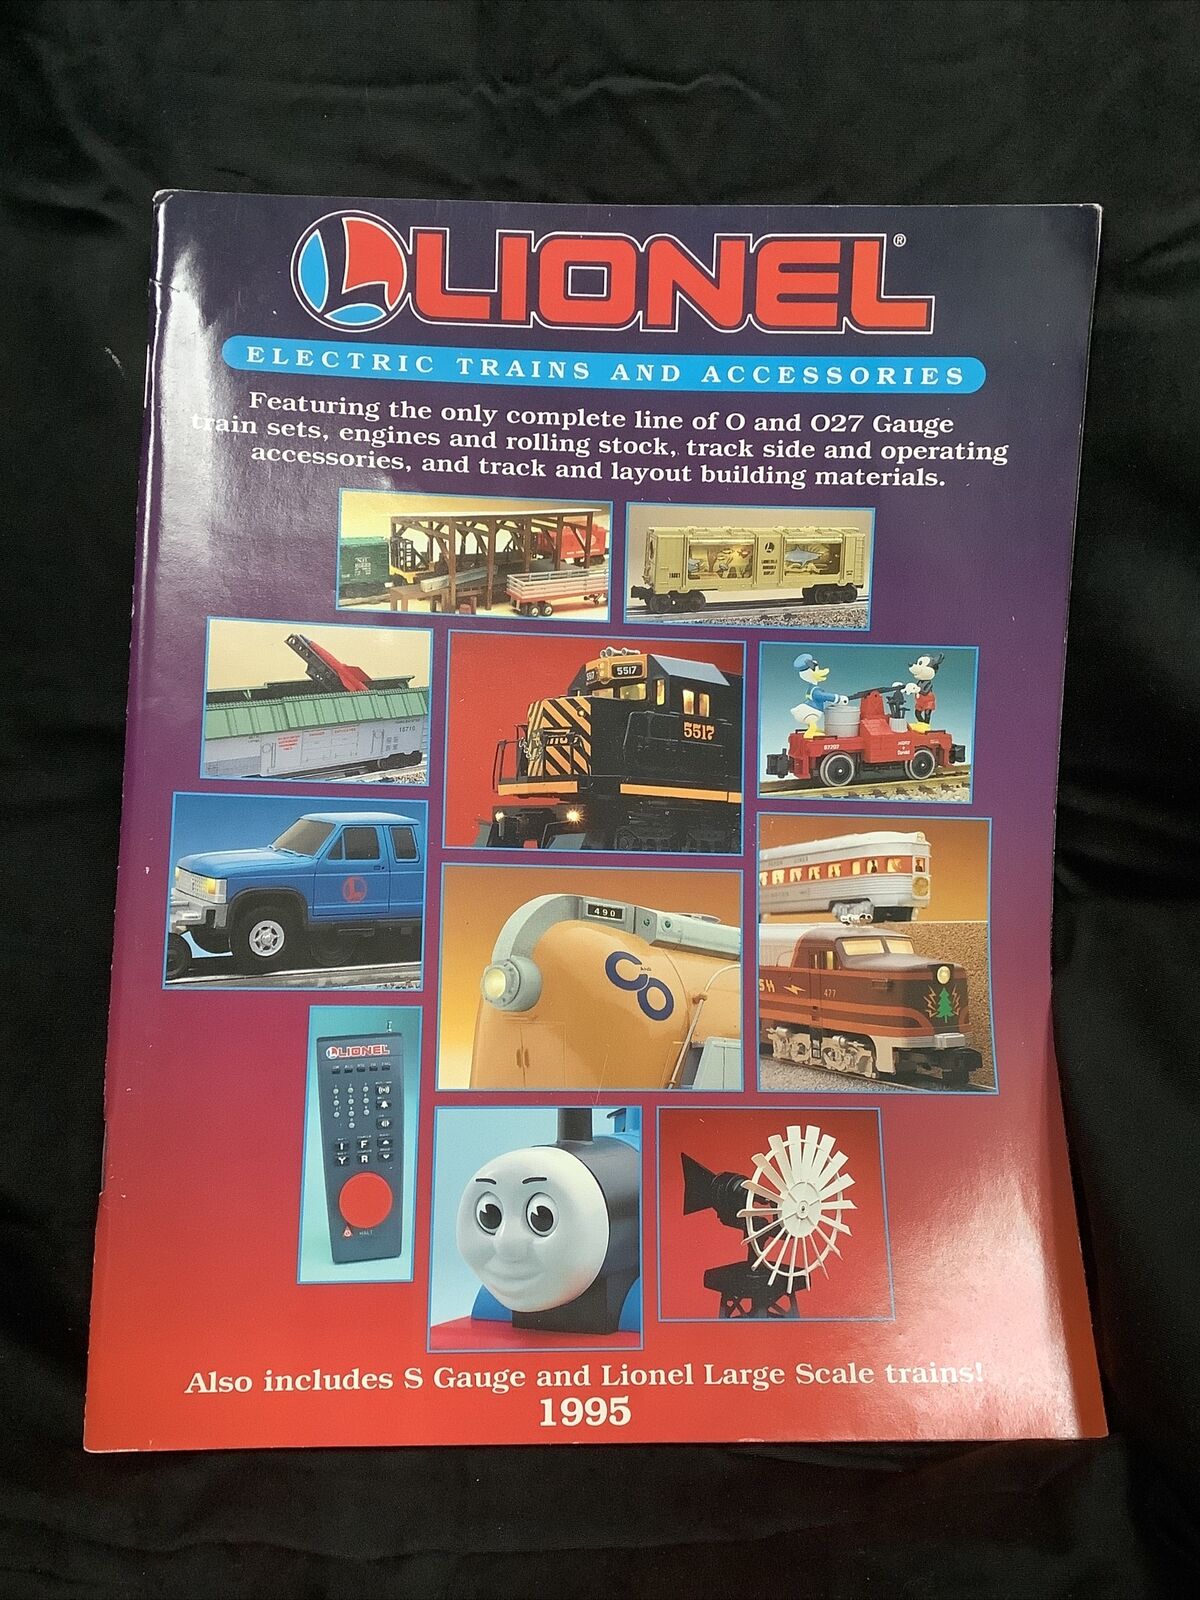 LIONEL®
ELECTRIC TRAINS AND ACCESSORIES
Featuring the only complete line of O and O27 Gauge
train sets, engines and rolling stock, track side and operating
accessories, and track and layout building materials.
16710
5517
5517
490
477
LIONEL
F
Y R
HALT
Also includes S Gauge and Lionel Large Scale trains!
1995